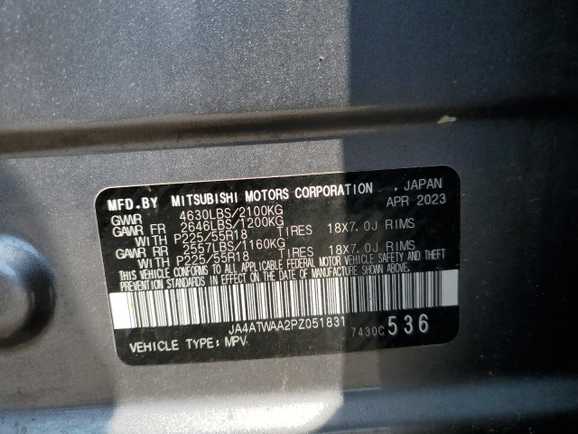 MFD.BY MITSUBISHI MOTORS CORPORATION . JAPAN
GVWR 4630LBS/2100KG APR 2023
GAWR FR 2646LBS/1200KG
WITH P225/55R18 TIRES 18X7.0J RIMS
GAWR RR 2557LBS/1160KG
WITH P225/55R18 TIRES 18X7.0J RIMS
THIS VEHICLE CONFORMS TO ALL APPLICABLE FEDERAL MOTOR VEHICLE SAFETY AND THEFT
PREVENTION STANDARDS IN EFFECT ON THE DATE OF MANUFACTURE SHOWN ABOVE.
JA4ATWAA2PZ051831 7430C 536
VEHICLE TYPE: MPV